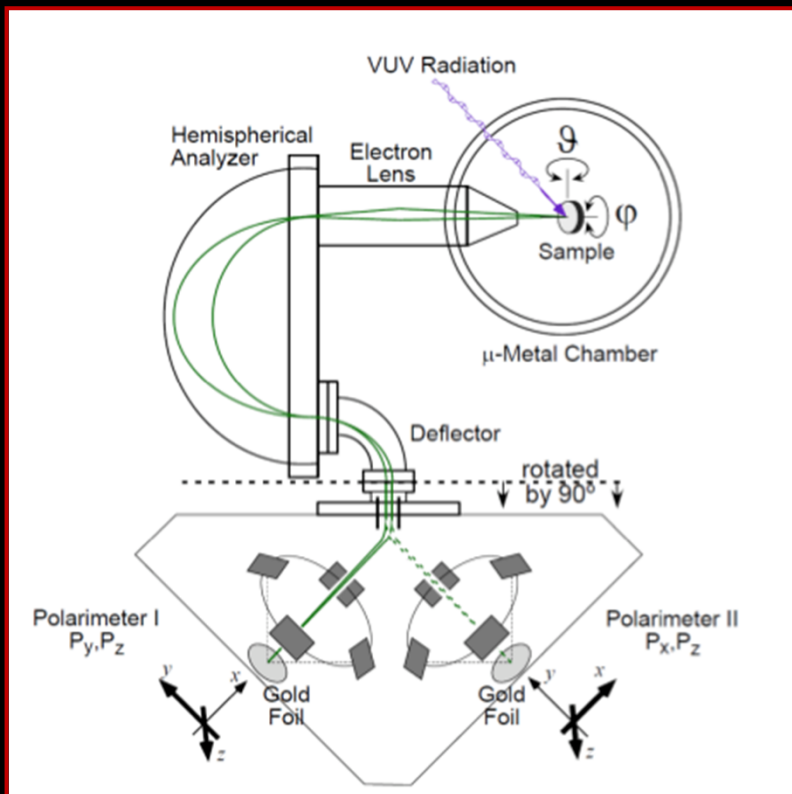 VUV Radiation
Hemispherical
Analyzer
Electron
Lens
ϑ
φ
Sample
μ-Metal Chamber
Deflector
rotated
by 90º
Polarimeter I
Py,Pz
Polarimeter II
Px,Pz
y
x
z
Gold
Foil
Gold
Foil
y
x
z